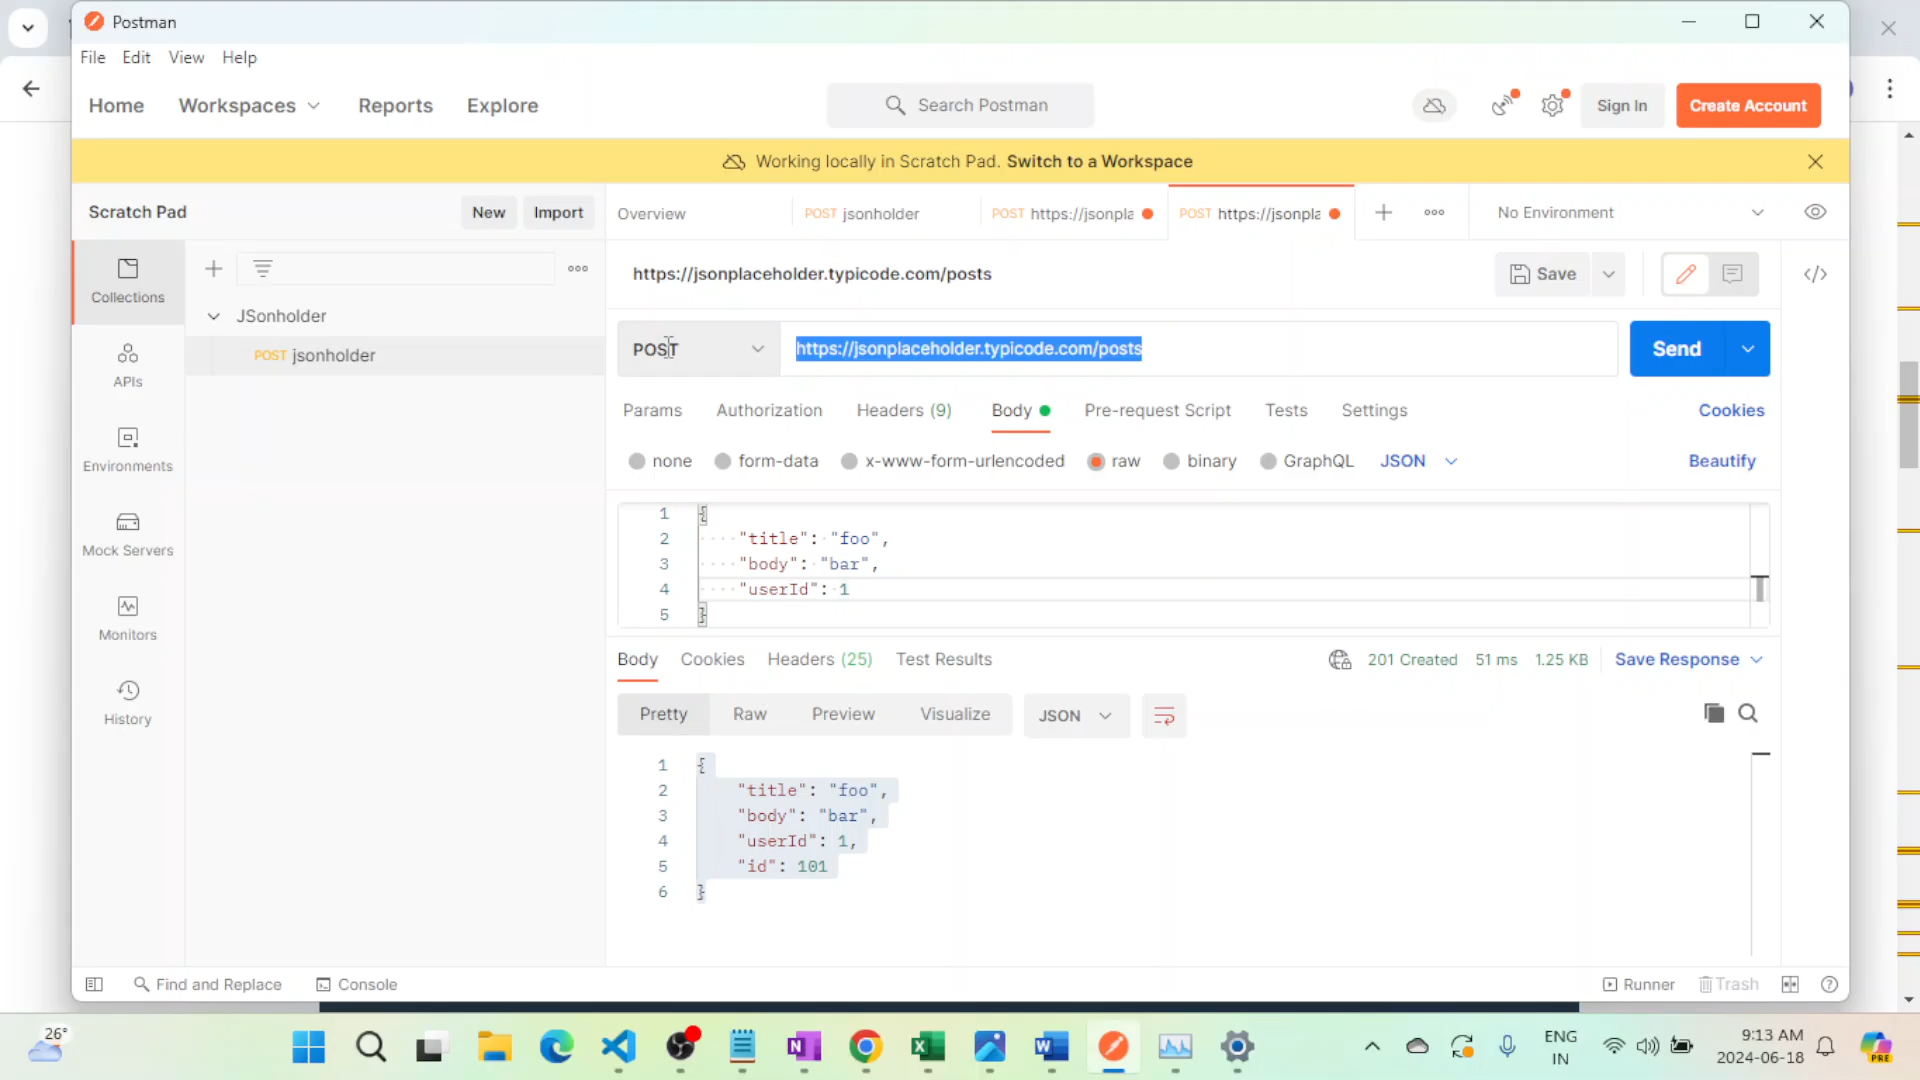 Postman
File Edit View Help
Home Workspaces Reports Explore
Search Postman
Sign In Create Account
Working locally in Scratch Pad. Switch to a Workspace
Scratch Pad New Import
Overview POST jsonholder POST https://jsonpla POST https://jsonpla No Environment
Collections
APIs
Environments
Mock Servers
Monitors
History
JSonholder
POST jsonholder
https://jsonplaceholder.typicode.com/posts
Save
POST https://jsonplaceholder.typicode.com/posts Send
Params Authorization Headers (9) Body Pre-request Script Tests Settings Cookies
none form-data x-www-form-urlencoded raw binary GraphQL JSON Beautify
1 {
2 "title": "foo",
3 "body": "bar",
4 "userId": 1
5 }
Body Cookies Headers (25) Test Results 201 Created 51 ms 1.25 KB Save Response
Pretty Raw Preview Visualize JSON
1 {
2 "title": "foo",
3 "body": "bar",
4 "userId": 1,
5 "id": 101
6 }
Find and Replace Console Runner Trash
26°
ENG
IN
9:13 AM
2024-06-18
PRE